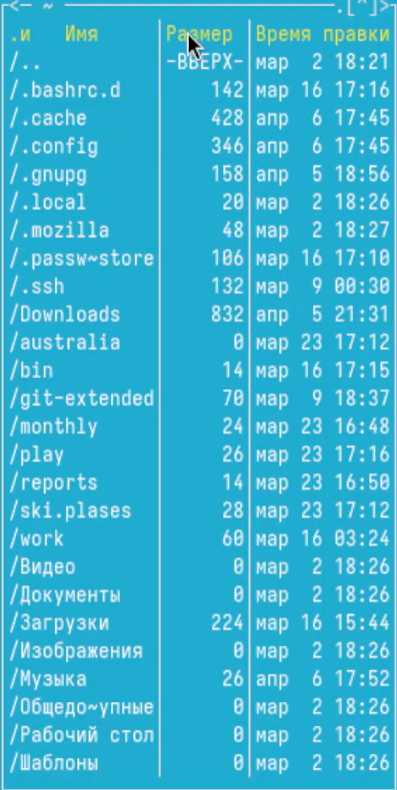 <— ~ .[^]>
.и Имя Размер Время правки
/.. -ВВЕРХ- мар 2 18:21
/.bashrc.d 142 мар 16 17:16
/.cache 428 апр 6 17:45
/.config 346 апр 6 17:45
/.gnupg 158 апр 5 18:56
/.local 20 мар 2 18:26
/.mozilla 48 мар 2 18:27
/.passw~store 106 мар 16 17:10
/.ssh 132 мар 9 00:30
/Downloads 832 апр 5 21:31
/australia 0 мар 23 17:12
/bin 14 мар 16 17:15
/git-extended 70 мар 9 18:37
/monthly 24 мар 23 16:48
/play 26 мар 23 17:16
/reports 14 мар 23 16:50
/ski.plases 28 мар 23 17:12
/work 60 мар 16 03:24
/Видео 0 мар 2 18:26
/Документы 0 мар 2 18:26
/Загрузки 224 мар 16 15:44
/Изображения 0 мар 2 18:26
/Музыка 26 апр 6 17:52
/Общедо~упные 0 мар 2 18:26
/Рабочий стол 0 мар 2 18:26
/Шаблоны 0 мар 2 18:26